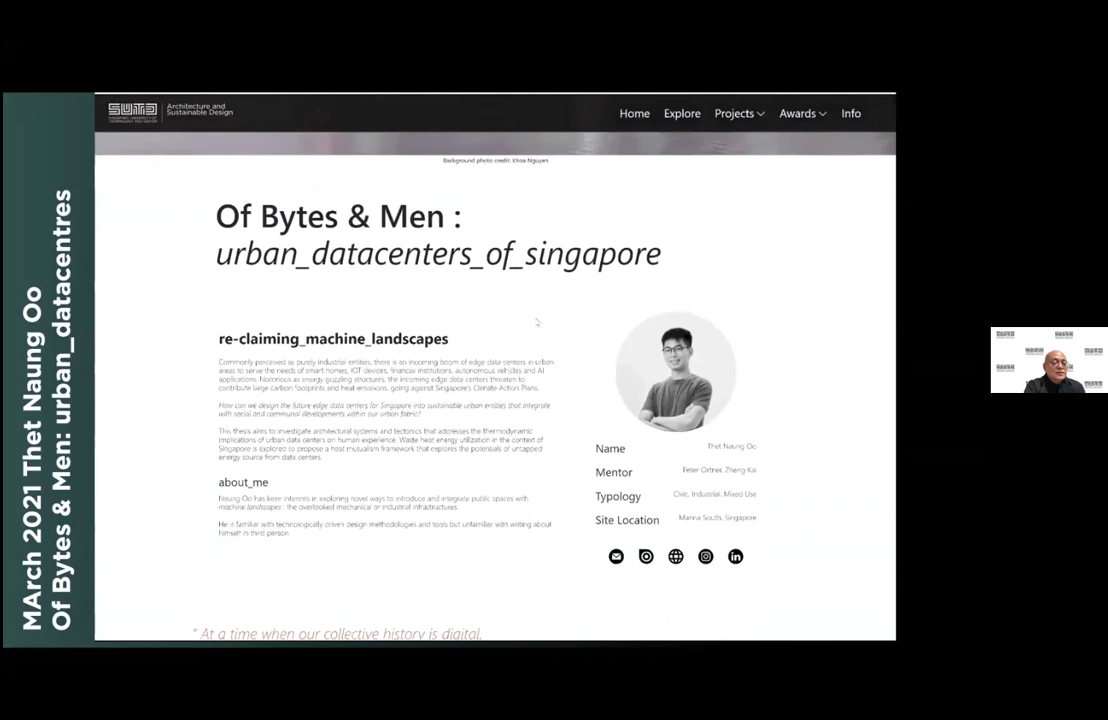 MArch 2021 Thet Naung Oo
Of Bytes & Men: urban_datacentres
SUTD
SINGAPORE UNIVERSITY OF
TECHNOLOGY AND DESIGN
Architecture and
Sustainable Design
Home Explore Projects Awards Info
Background photo credit: Khoa Nguyen
Of Bytes & Men :
urban_datacenters_of_singapore
re-claiming_machine_landscapes
Commonly perceived as purely industrial entities, there is an incoming boom of edge data centers in urban
areas to serve the needs of smart homes, IOT devices, financial institutions, autonomous vehicles and AI
applications. Notorious as energy guzzling structures, the incoming edge data centers threaten to
contribute large carbon footprints and heat emissions, going against Singapore's Climate Action Plans.
How can we design the future edge data centers for Singapore into sustainable urban entities that integrate
with social and communal developments within our urban fabric?
This thesis aims to investigate architectural systems and tectonics that addresses the thermodynamic
implications of urban data centers on human experience. Waste heat energy utilization in the context of
Singapore is explored to propose a heat mutualism framework that explores the potentials of untapped
energy source from data centers.
about_me
Naung Oo has keen interests in exploring novel ways to introduce and integrate public spaces with
machine landscapes : the overlooked mechanical or industrial infrastructures.
He is familiar with technologically driven design methodologies and tools but unfamiliar with writing about
himself in third person
Name Thet Naung Oo
Mentor Peter Ortner, Zheng Kai
Typology Civic, Industrial, Mixed Use
Site Location Marina South, Singapore
" At a time when our collective history is digital,